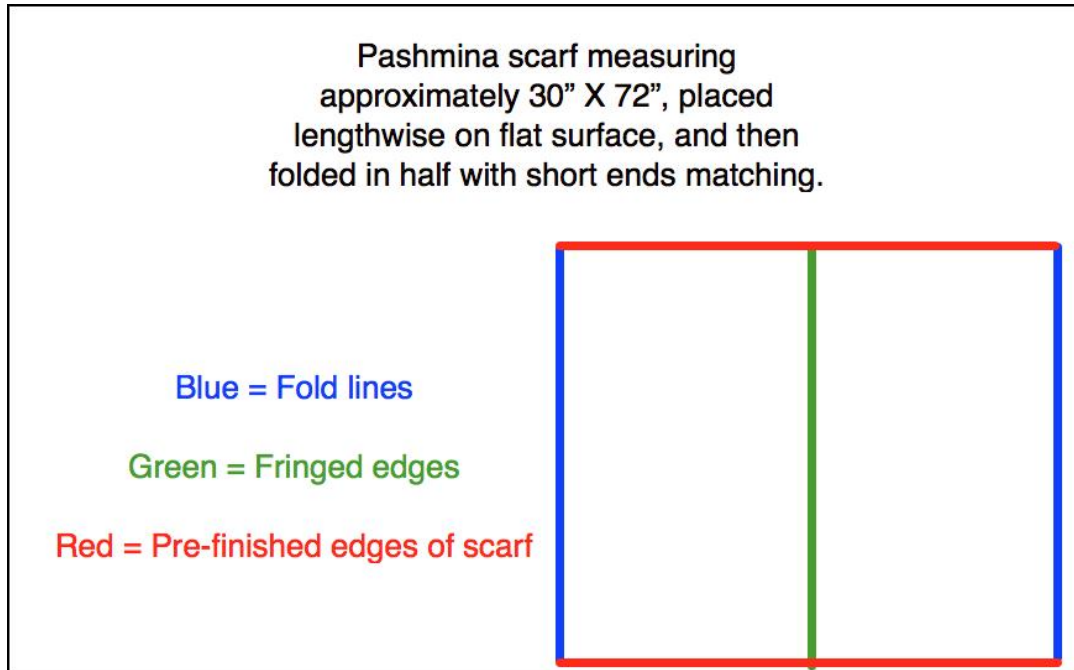 Pashmina scarf measuring
approximately 30” X 72”, placed
lengthwise on flat surface, and then
folded in half with short ends matching.
Blue = Fold lines
Green = Fringed edges
Red = Pre-finished edges of scarf